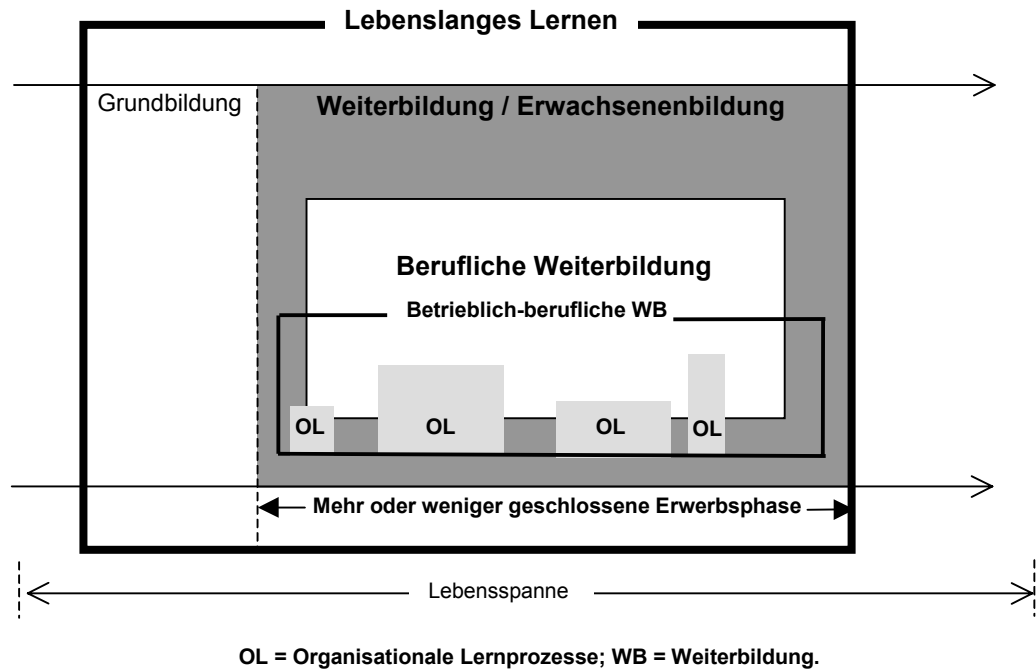 Lebenslanges Lernen
Grundbildung
Weiterbildung / Erwachsenenbildung
Berufliche Weiterbildung
Betrieblich-berufliche WB
OL
OL
OL
OL
Mehr oder weniger geschlossene Erwerbsphase
Lebensspanne
OL = Organisationale Lernprozesse; WB = Weiterbildung.